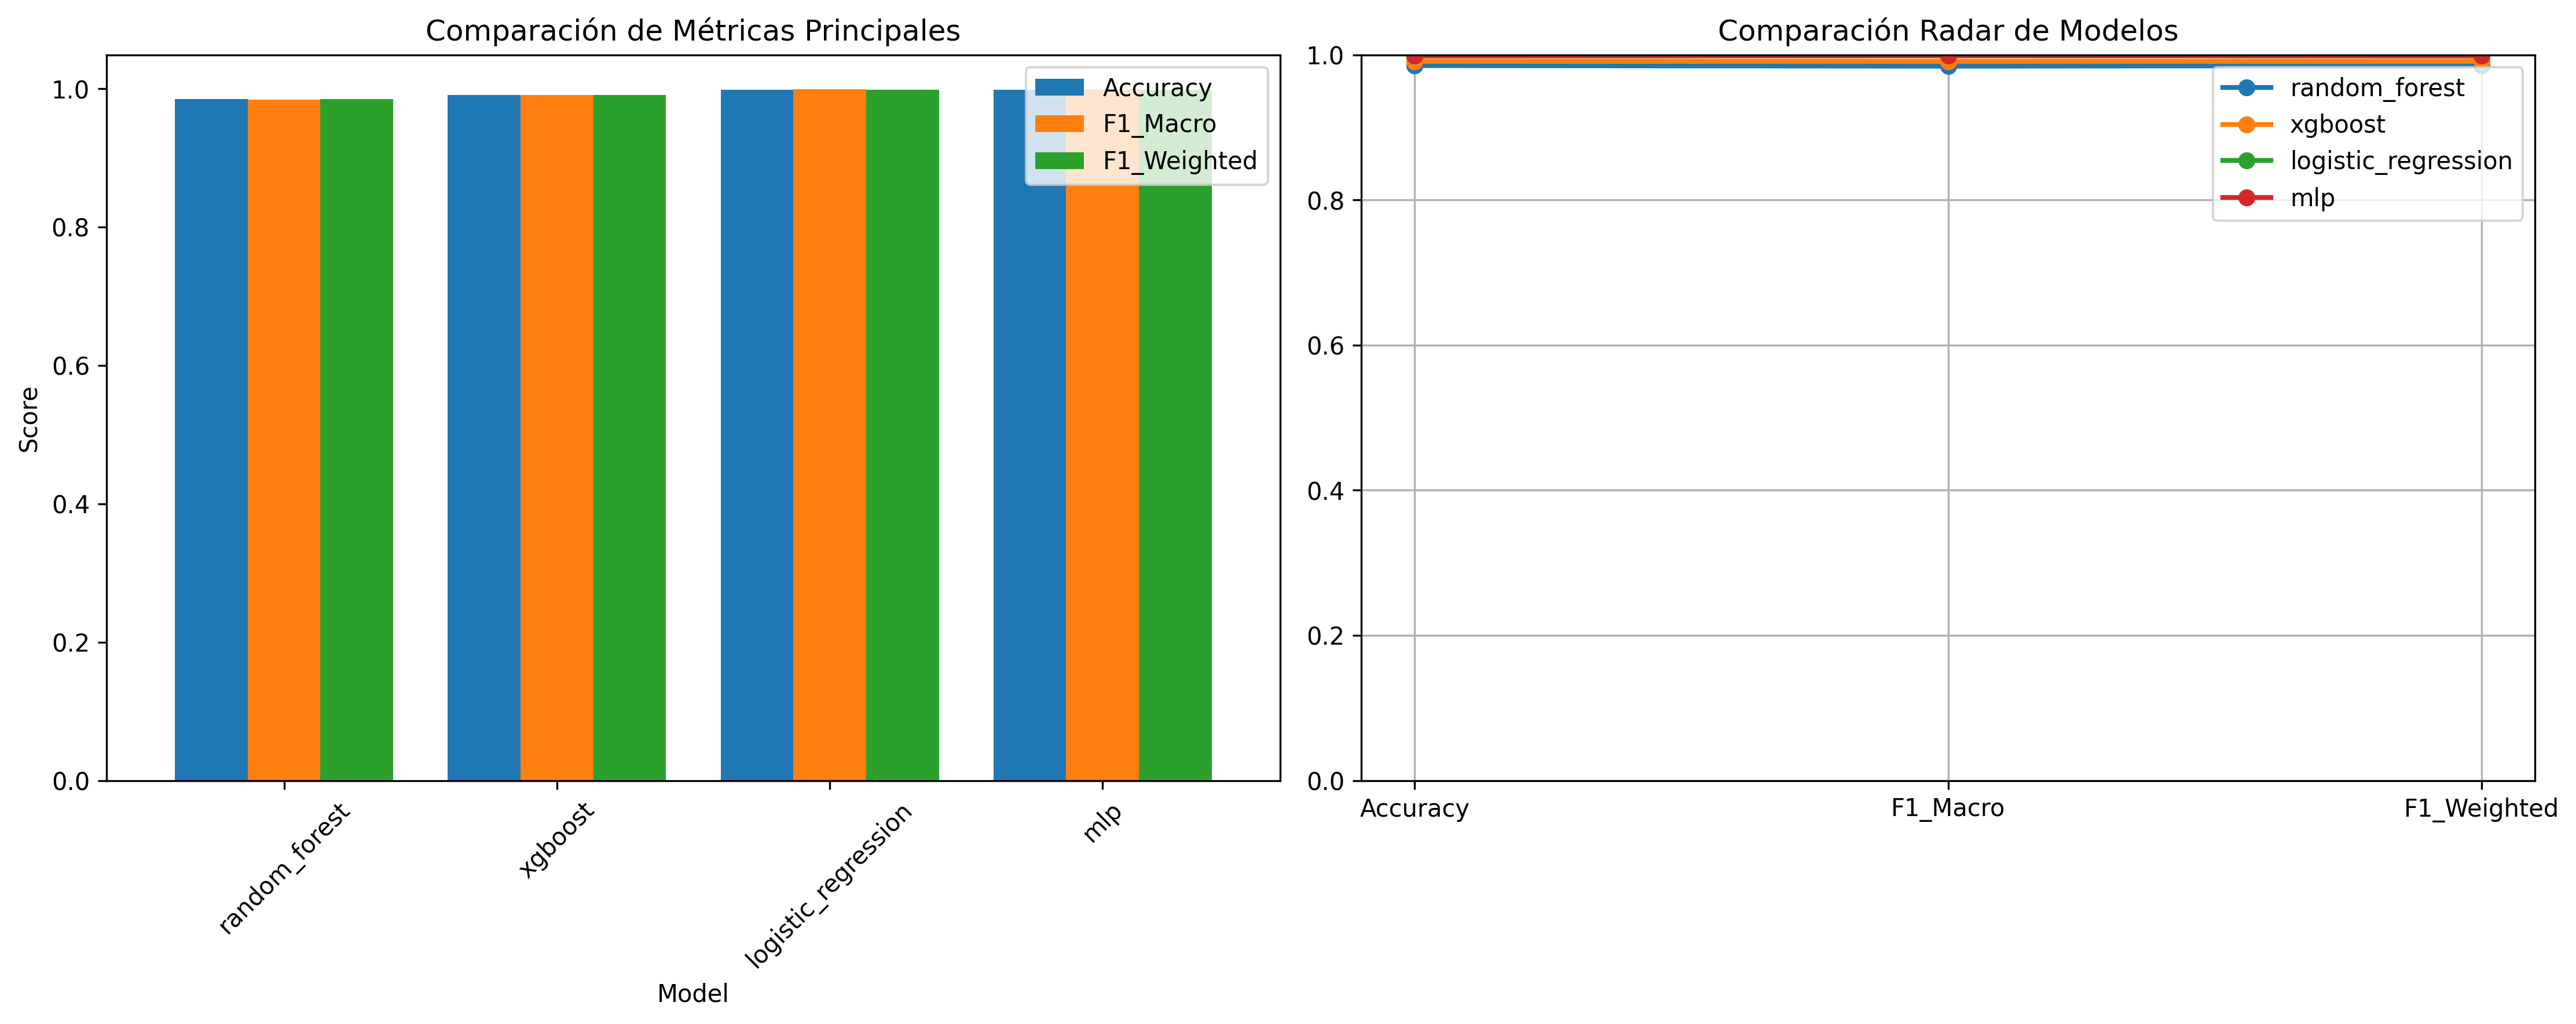 Comparación de Métricas Principales
Accuracy
F1_Macro
F1_Weighted
1.0
0.8
0.6
0.4
0.2
0.0
Score
random_forest
xgboost
logistic_regression
mlp
Model
Comparación Radar de Modelos
random_forest
xgboost
logistic_regression
mlp
1.0
0.8
0.6
0.4
0.2
0.0
Accuracy
F1_Macro
F1_Weighted